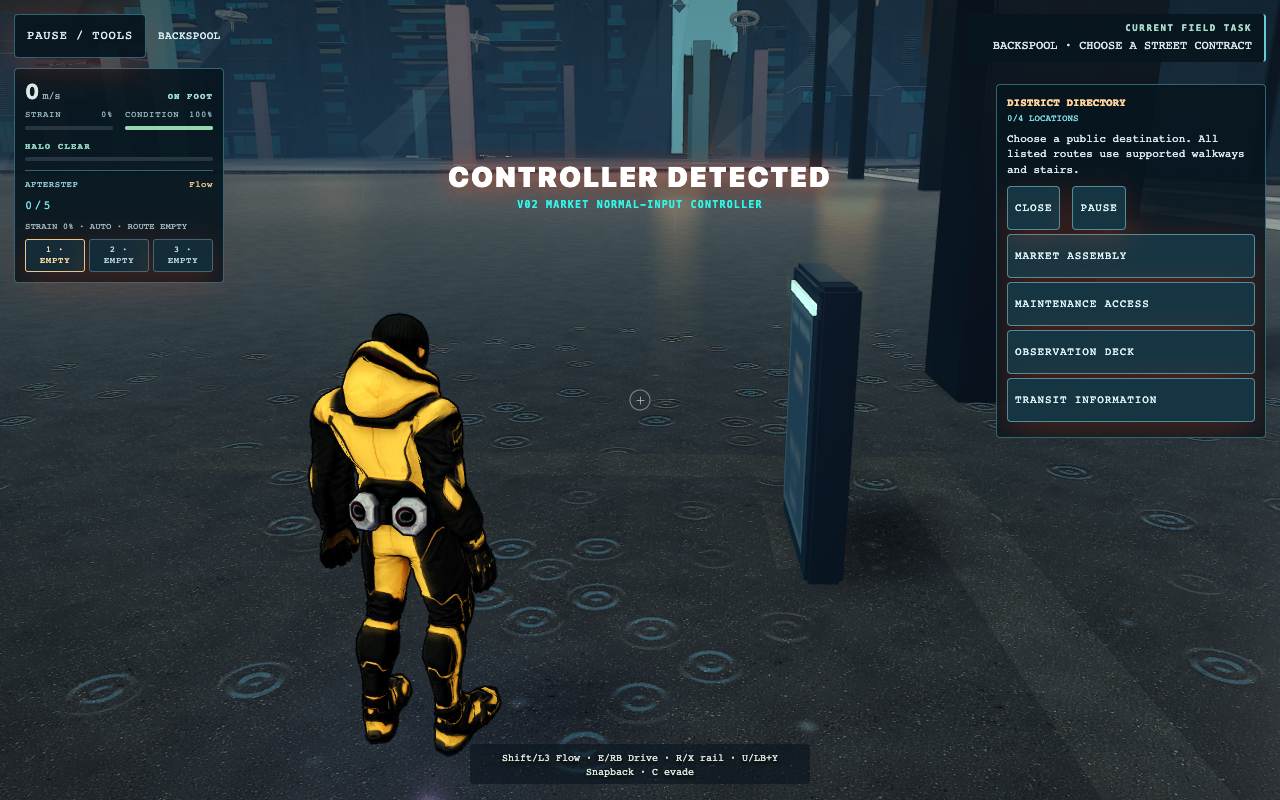 PAUSE / TOOLS
BACKSPOOL
0 m/s
ON FOOT
STRAIN 0%
CONDITION 100%
HALO CLEAR
AFTERSTEP
Flow
0/5
STRAIN 0% · AUTO · ROUTE EMPTY
1 · EMPTY
2 · EMPTY
3 · EMPTY
CONTROLLER DETECTED
V02 MARKET NORMAL-INPUT CONTROLLER
CURRENT FIELD TASK
BACKSPOOL · CHOOSE A STREET CONTRACT
DISTRICT DIRECTORY
0/4 LOCATIONS
Choose a public destination. All
listed routes use supported walkways
and stairs.
CLOSE
PAUSE
MARKET ASSEMBLY
MAINTENANCE ACCESS
OBSERVATION DECK
TRANSIT INFORMATION
Shift/L3 Flow · E/RB Drive · R/X rail · U/LB+Y
Snapback · C evade